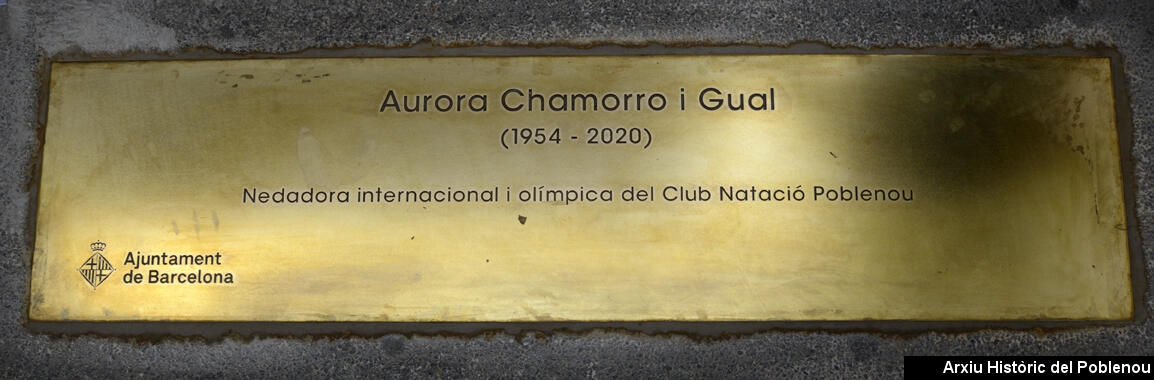 Aurora Chamorro i Gual
(1954 - 2020)
Nedadora internacional i olímpica del Club Natació Poblenou
Ajuntament
de Barcelona
Arxiu Històric del Poblenou